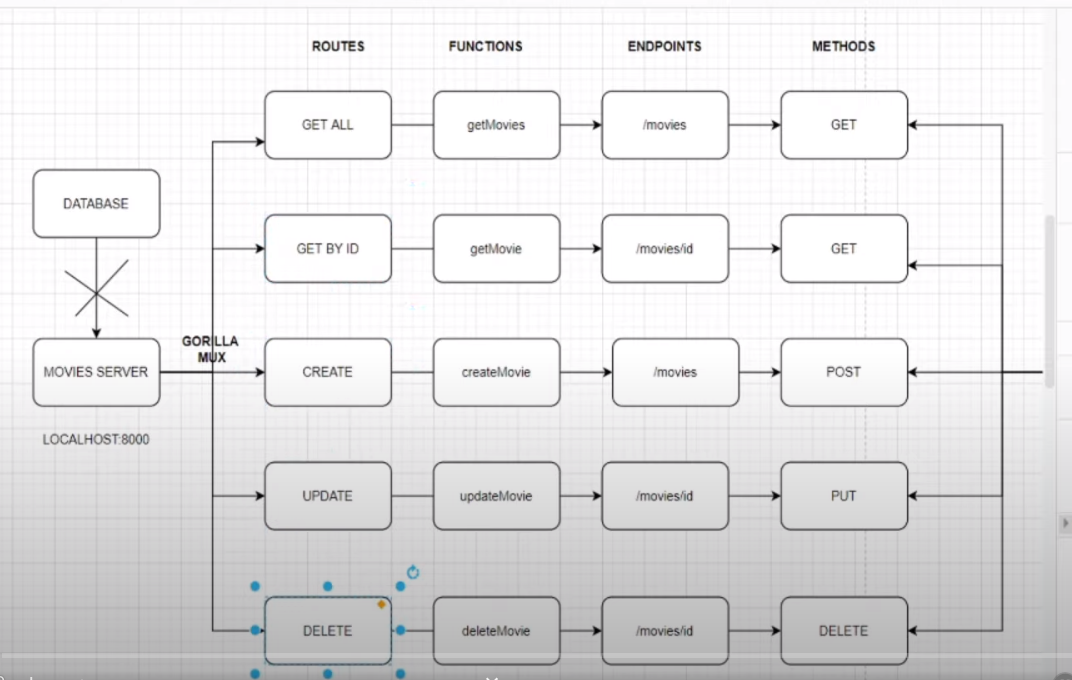 ROUTES FUNCTIONS ENDPOINTS METHODS
GET ALL getMovies /movies GET
DATABASE
GET BY ID getMovie /movies/id GET
GORILLA
MUX
MOVIES SERVER CREATE createMovie /movies POST
LOCALHOST:8000
UPDATE updateMovie /movies/id PUT
DELETE deleteMovie /movies/id DELETE